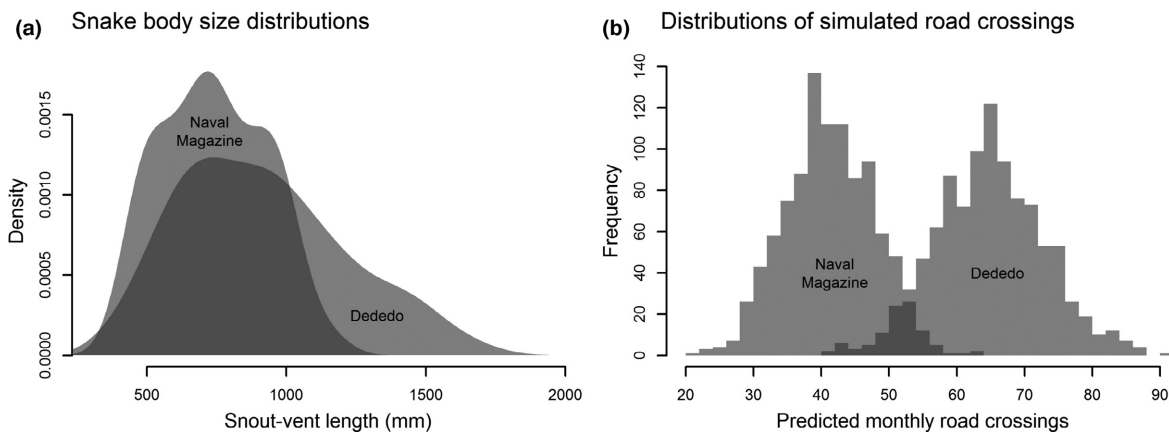 (a) Snake body size distributions
Density
0.0000
0.0005
0.0010
0.0015
Naval
Magazine
Dededo
500 1000 1500 2000
Snout-vent length (mm)
(b) Distributions of simulated road crossings
Frequency
0
20
40
60
80
100
120
140
Naval
Magazine
Dededo
20 30 40 50 60 70 80 90
Predicted monthly road crossings